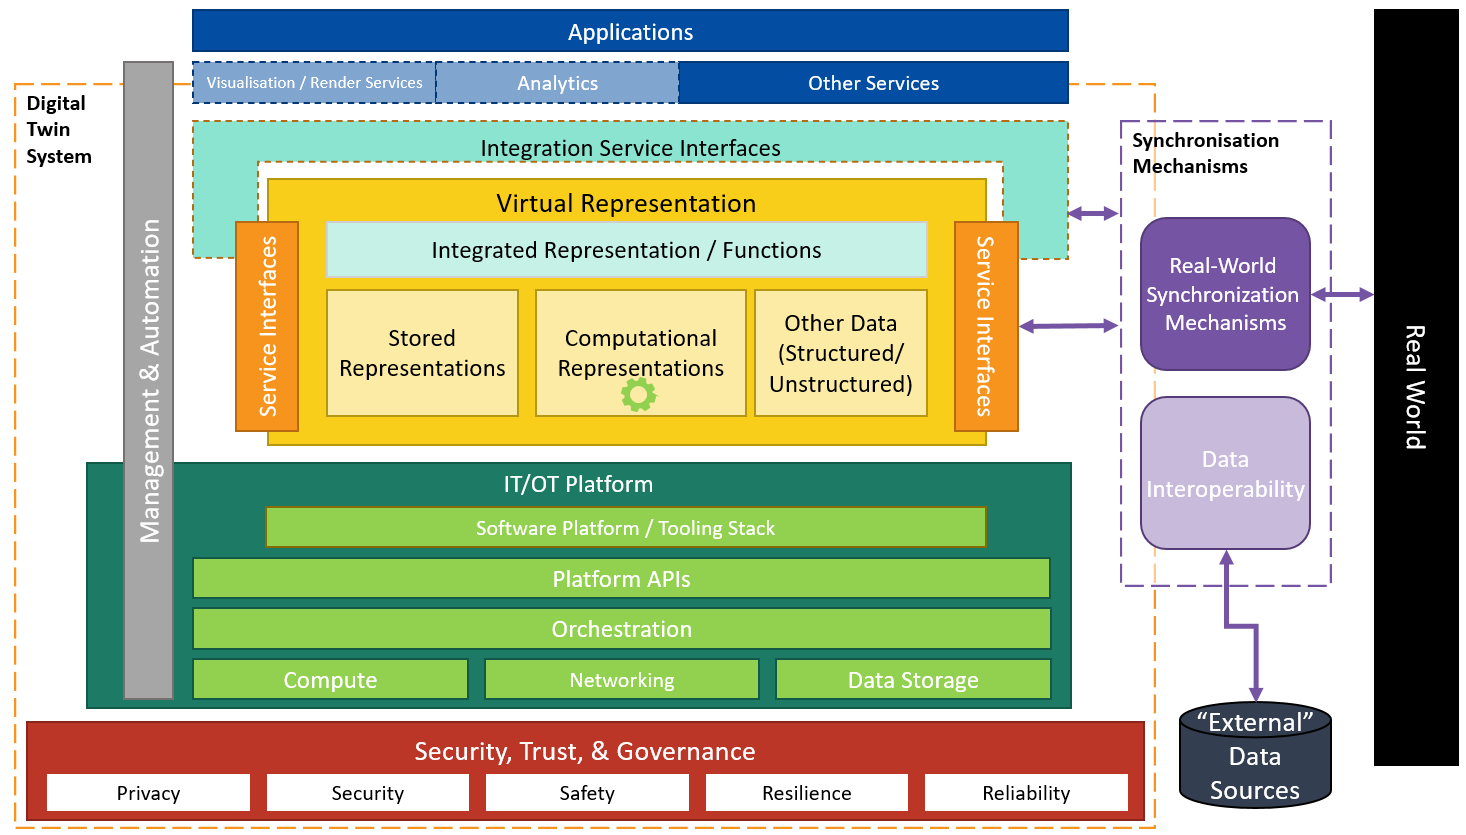 Applications
Visualisation / Render Services
Analytics
Other Services
Digital
Twin
System
Integration Service Interfaces
Synchronisation
Mechanisms
Virtual Representation
Management & Automation
Service Interfaces
Integrated Representation / Functions
Service Interfaces
Stored
Representations
Computational
Representations
Other Data
(Structured/
Unstructured)
Real-World
Synchronization
Mechanisms
Real World
Data
Interoperability
IT/OT Platform
Software Platform / Tooling Stack
Platform APIs
Orchestration
Compute
Networking
Data Storage
“External”
Data
Sources
Security, Trust, & Governance
Privacy
Security
Safety
Resilience
Reliability